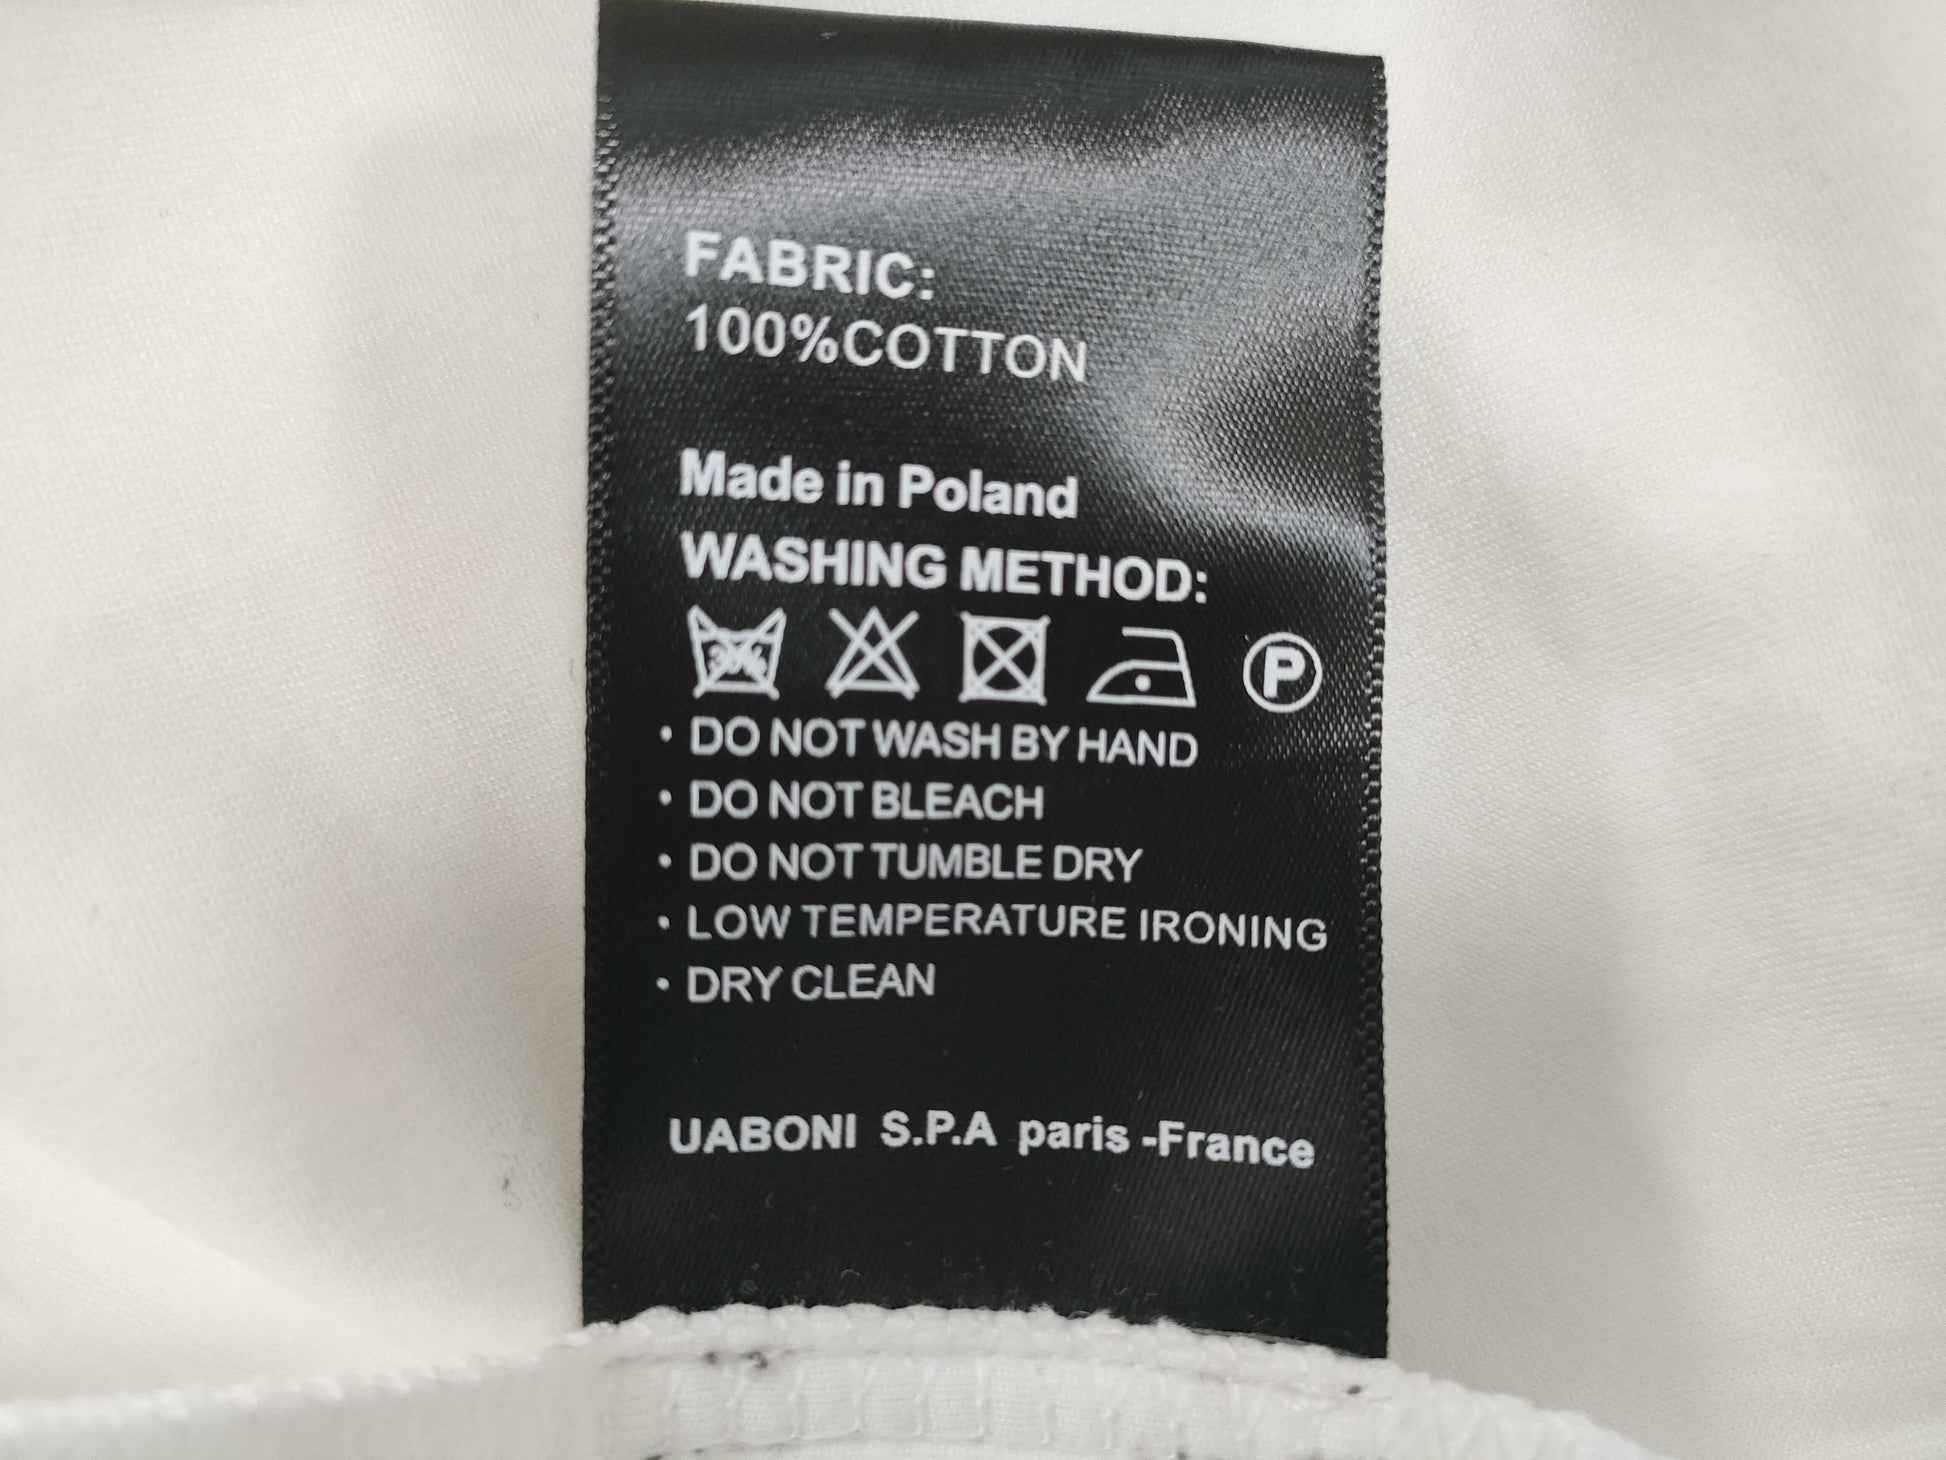 FABRIC:
100%COTTON
Made in Poland
WASHING METHOD:
P
• DO NOT WASH BY HAND
• DO NOT BLEACH
• DO NOT TUMBLE DRY
• LOW TEMPERATURE IRONING
• DRY CLEAN
UABONI S.P.A paris -France